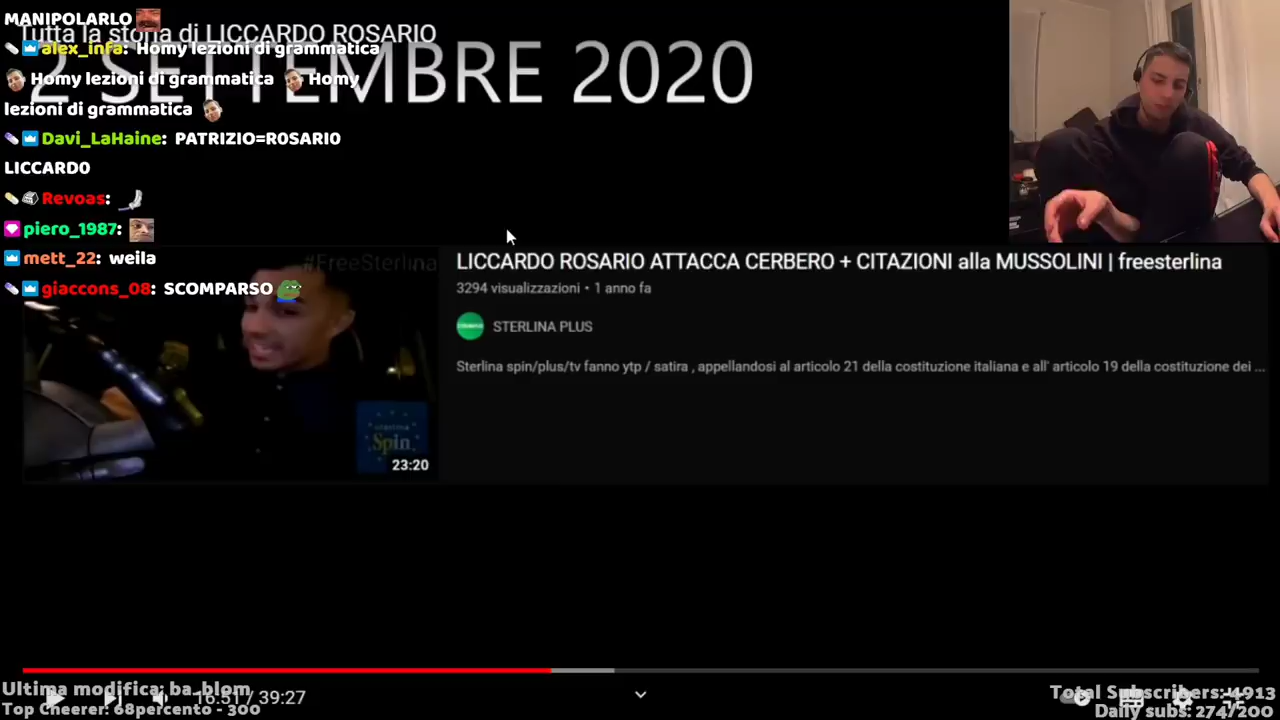 MANIPOLARLO
Tutta la storia di LICCARDO ROSARIO
alex_infa: Homy lezioni di grammatica
Homy lezioni di grammatica Homy
lezioni di grammatica
2 SETTEMBRE 2020
Davi_LaHaine: PATRIZIO=ROSARIO
LICCARDO
Revoas:
piero_1987:
mett_22: weila
giaccons_08: SCOMPARSO
#FreeSterlina
sterlina
Spin
23:20
LICCARDO ROSARIO ATTACCA CERBERO + CITAZIONI alla MUSSOLINI | freesterlina
3294 visualizzazioni • 1 anno fa
STERLINA PLUS
Sterlina spin/plus/tv fanno ytp / satira , appellandosi al articolo 21 della costituzione italiana e all' articolo 19 della costituzione dei ...
Ultima modifica: ba_blom
16:51 / 39:27
Top Cheerer: 68percento - 300
Total Subscribers: 4913
Daily subs: 274/200